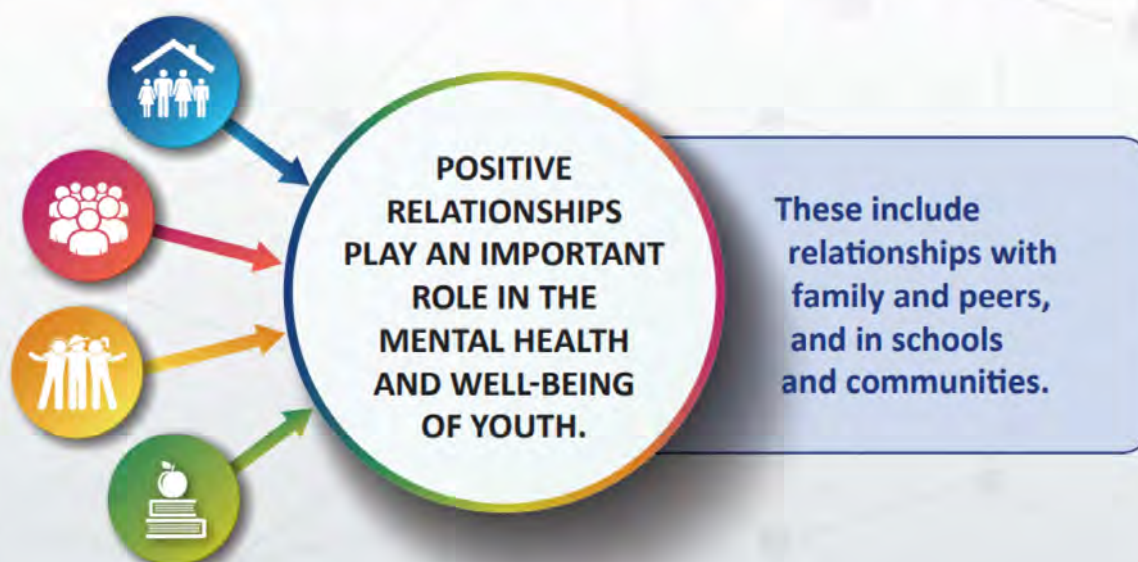 POSITIVE
RELATIONSHIPS
PLAY AN IMPORTANT
ROLE IN THE
MENTAL HEALTH
AND WELL-BEING
OF YOUTH.
These include
relationships with
family and peers,
and in schools
and communities.